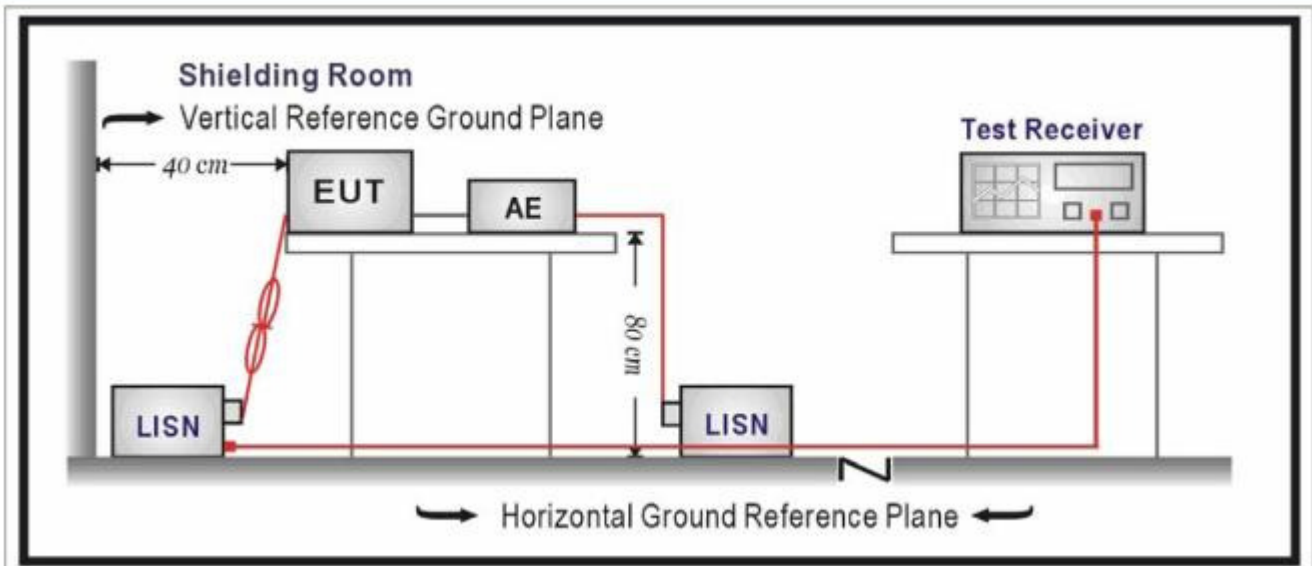 Shielding Room
Vertical Reference Ground Plane
40 cm
EUT
AE
Test Receiver
80 cm
LISN
LISN
Horizontal Ground Reference Plane